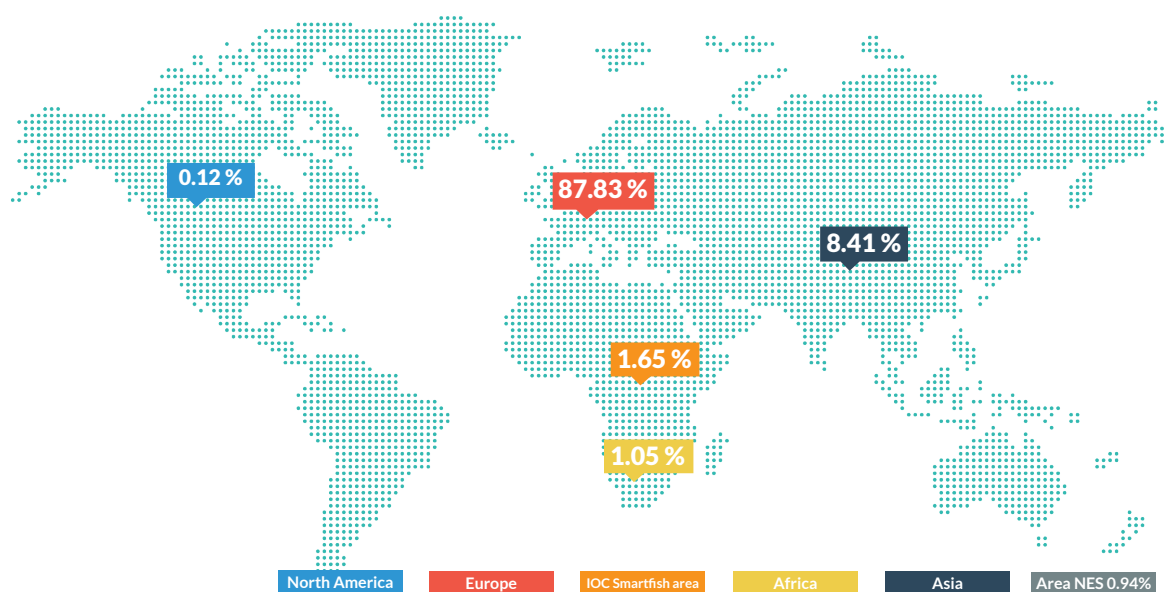 0.12 %
87.83 %
8.41 %
1.65 %
1.05 %
North America
Europe
IOC Smartfish area
Africa
Asia
Area NES 0.94%